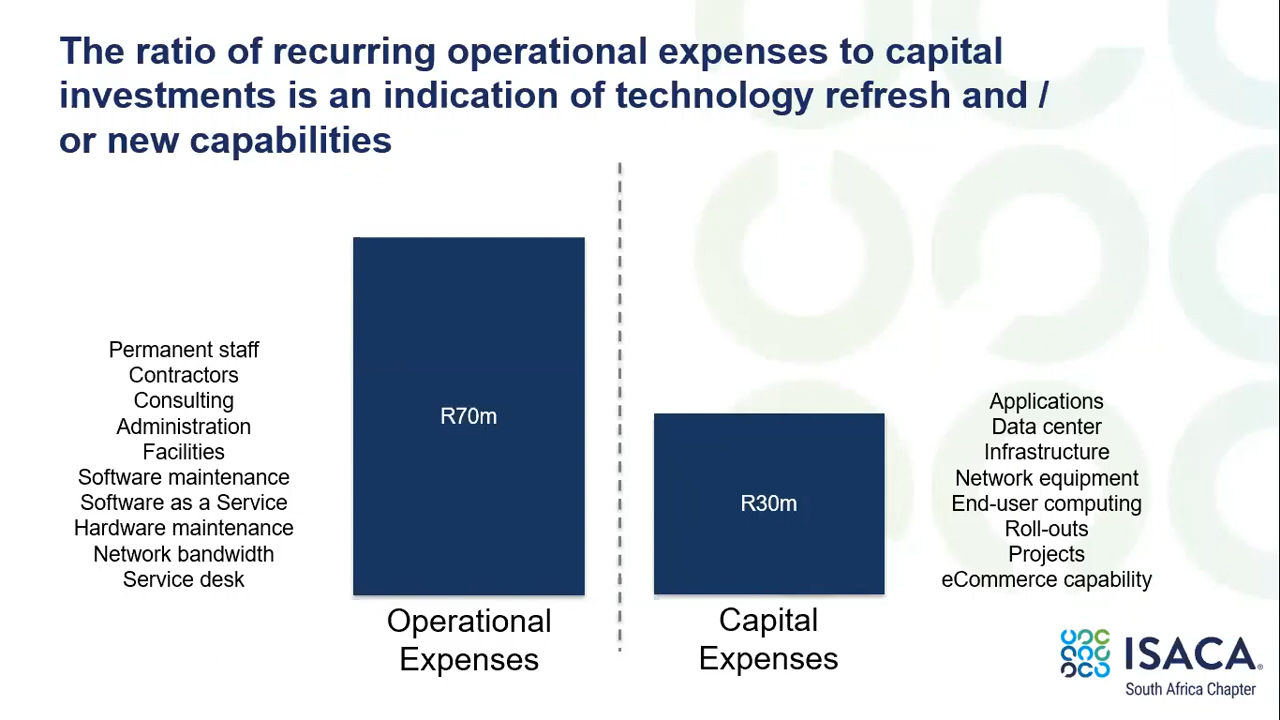 The ratio of recurring operational expenses to capital
investments is an indication of technology refresh and /
or new capabilities
Permanent staff
Contractors
Consulting
Administration
Facilities
Software maintenance
Software as a Service
Hardware maintenance
Network bandwidth
Service desk
R70m
Operational
Expenses
R30m
Capital
Expenses
Applications
Data center
Infrastructure
Network equipment
End-user computing
Roll-outs
Projects
eCommerce capability
ISACA®
South Africa Chapter